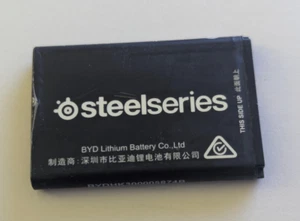 steelseries
BYD Lithium Battery Co.,Ltd
制造商:深圳市比亚迪锂电池有限公司
THIS SIDE UP 此面朝上